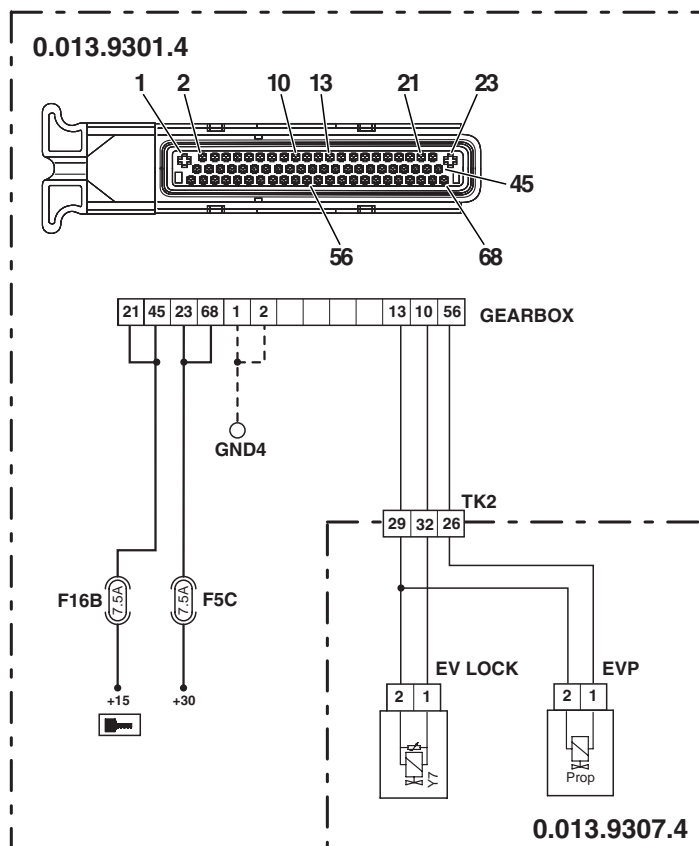 0.013.9301.4
1 2 10 13 21 23
45
56 68
21 45 23 68 1 2 13 10 56 GEARBOX
GND4
TK2
29 32 26
F16B 7.5A 7.5A F5C
EV LOCK EVP
2 1 2 1
+15 +30
Y7
Prop
0.013.9307.4